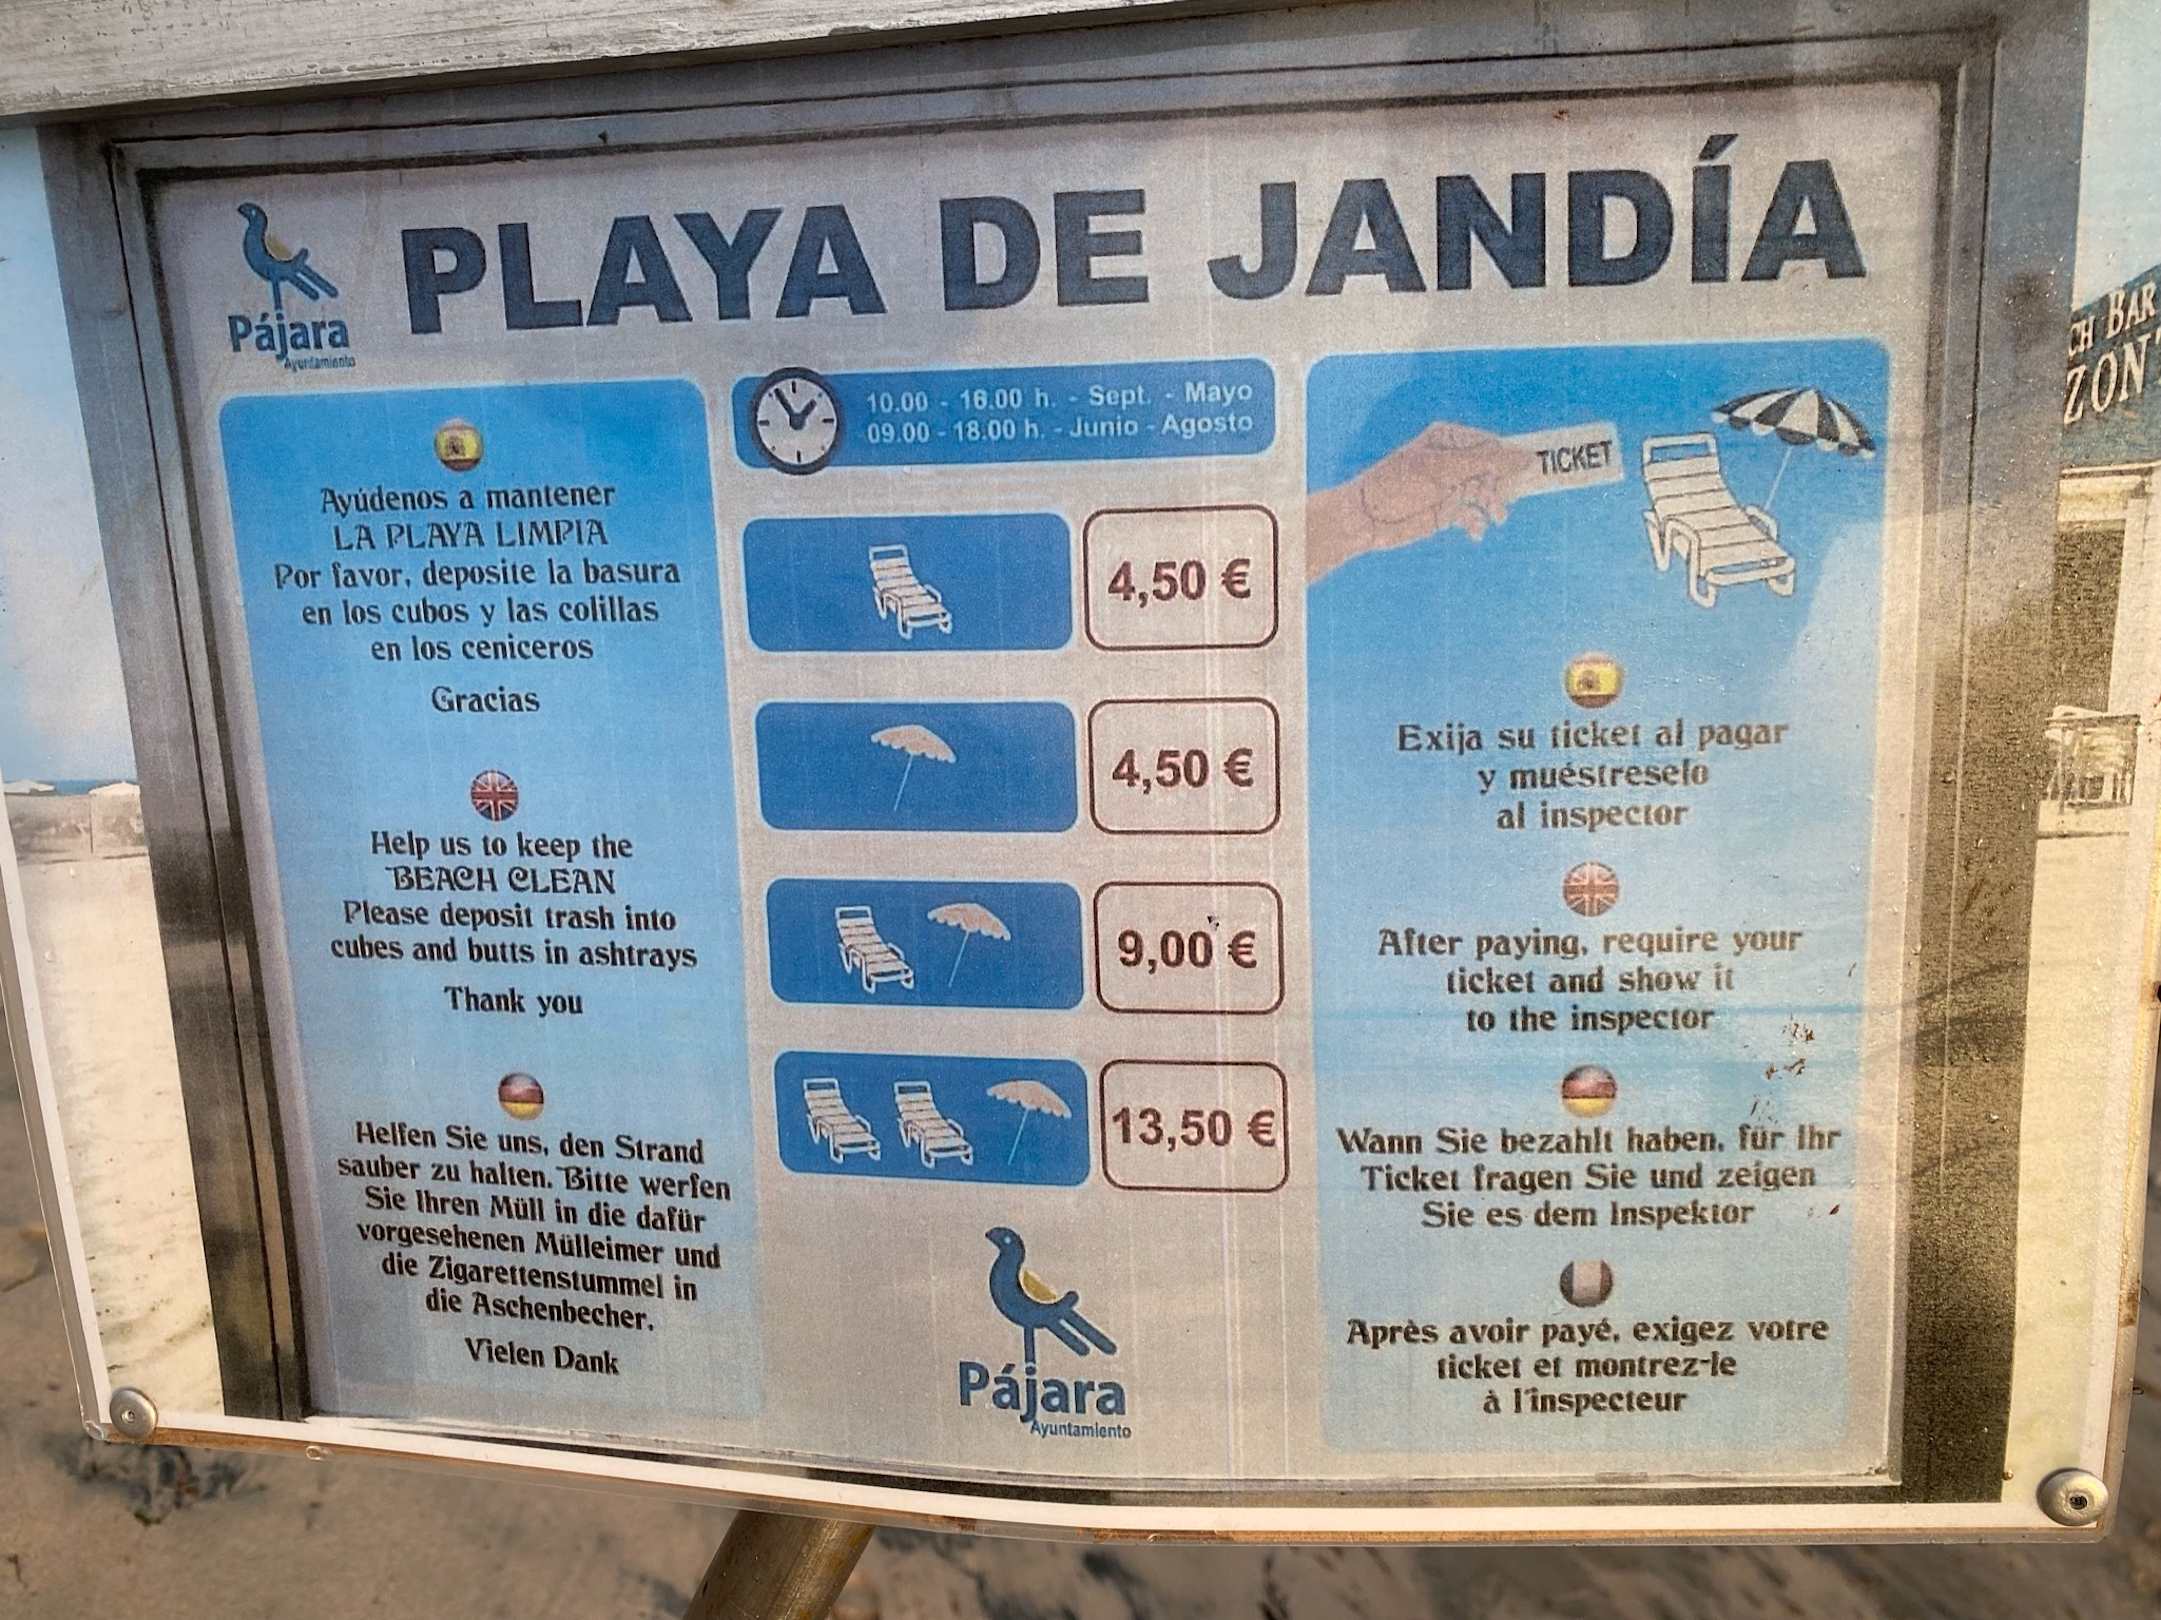 PLAYA DE JANDÍA
Pájara
Ayuntamiento
Ayúdenos a mantener
LA PLAYA LIMPIA
Por favor, deposite la basura
en los cubos y las colillas
en los ceniceros
Gracias
Help us to keep the
BEACH CLEAN
Please deposit trash into
cubes and butts in ashtrays
Thank you
Helfen Sie uns, den Strand
sauber zu halten. Bitte werfen
Sie Ihren Müll in die dafür
vorgesehenen Mülleimer und
die Zigarettenstummel in
die Aschenbecher.
Vielen Dank
10.00 - 16.00 h. - Sept. - Mayo
09.00 - 18.00 h. - Junio - Agosto
4,50 €
4,50 €
9,00 €
13,50 €
Pájara
Ayuntamiento
TICKET
Exija su ticket al pagar
y muéstreselo
al inspector
After paying, require your
ticket and show it
to the inspector
Wann Sie bezahlt haben, für Ihr
Ticket fragen Sie und zeigen
Sie es dem Inspektor
Après avoir payé, exigez votre
ticket et montrez-le
à l'inspecteur
CH BAR
ZON